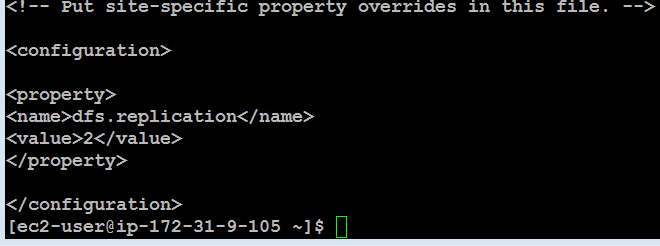 <!-- Put site-specific property overrides in this file. -->
<configuration>
<property>
<name>dfs.replication</name>
<value>2</value>
</property>
</configuration>
[ec2-user@ip-172-31-9-105 ~]$